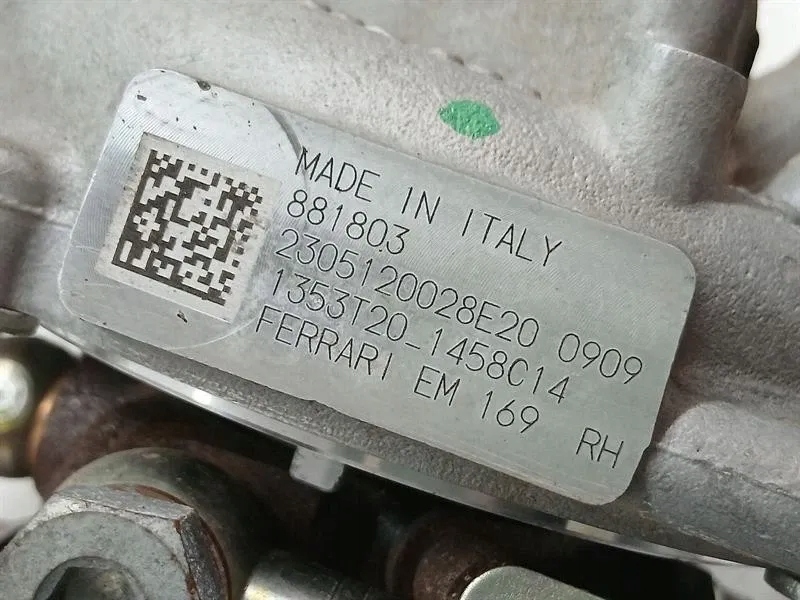 MADE IN ITALY
881803
2305120028E20 0909
1353T20-1458C14
FERRARI EM 169 RH